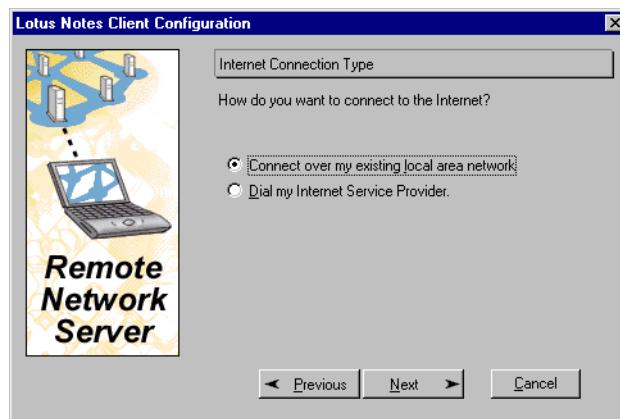 Lotus Notes Client Configuration
Internet Connection Type
How do you want to connect to the Internet?
Connect over my existing local area network
Dial my Internet Service Provider.
Remote
Network
Server
Previous
Next
Cancel